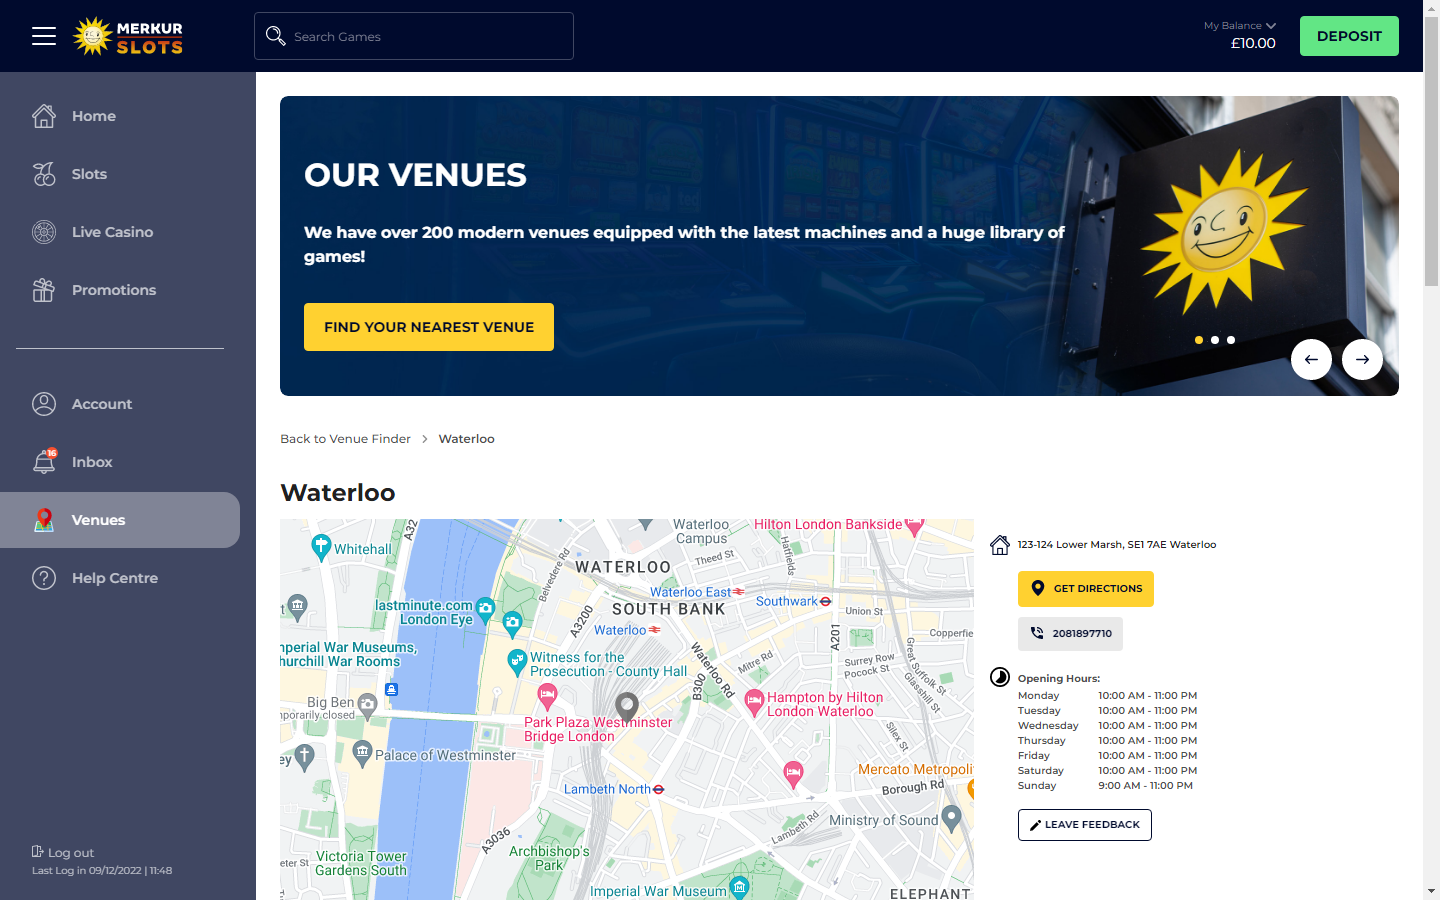 MERKUR
SLOTS
Search Games
My Balance
£10.00
DEPOSIT
Home
Slots
Live Casino
Promotions
Account
16
Inbox
Venues
Help Centre
Log out
Last Log in 09/12/2022 | 11:48
OUR VENUES
We have over 200 modern venues equipped with the latest machines and a huge library of
games!
FIND YOUR NEAREST VENUE
Back to Venue Finder > Waterloo
Waterloo
A32
Whitehall
Waterloo
Campus
Hilton London Bankside
Theed St
Hatfields
Belvedere Rd
WATERLOO
SOUTH BANK
Waterloo East
Southwark
Union St
lastminute.com
London Eye
A3200
Waterloo
A201
Copperfie
mperial War Museums,
hurchill War Rooms
Witness for the
Prosecution - County Hall
Waterloo Rd
B300
Mitre Rd
Surrey Row
Pocock St
Great Suffolk St
Glasshill St
Big Ben
mporarily closed
Park Plaza Westminster
Bridge London
Hampton by Hilton
London Waterloo
Silex St
ey
Palace of Westminster
Mercato Metropoli
Borough Rd
Lambeth North
Ministry of Sound
Lambeth Rd
A3036
Victoria Tower
Gardens South
Archbishop's
Park
eter St
Imperial War Museum
ELEPHANT
123-124 Lower Marsh, SE1 7AE Waterloo
GET DIRECTIONS
2081897710
Opening Hours:
Monday 10:00 AM - 11:00 PM
Tuesday 10:00 AM - 11:00 PM
Wednesday 10:00 AM - 11:00 PM
Thursday 10:00 AM - 11:00 PM
Friday 10:00 AM - 11:00 PM
Saturday 10:00 AM - 11:00 PM
Sunday 9:00 AM - 11:00 PM
LEAVE FEEDBACK